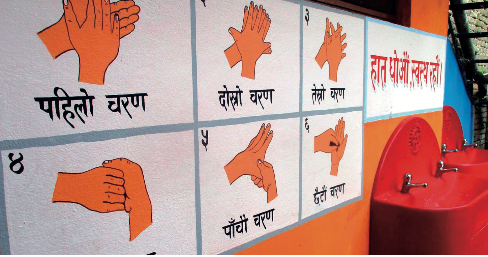 पहिलो चरण
दोस्रो चरण
३
तेस्रो चरण
हात धोऔं स्वस्थ रहौं !
४
५
पाँचौं चरण
६
छैटौं चरण